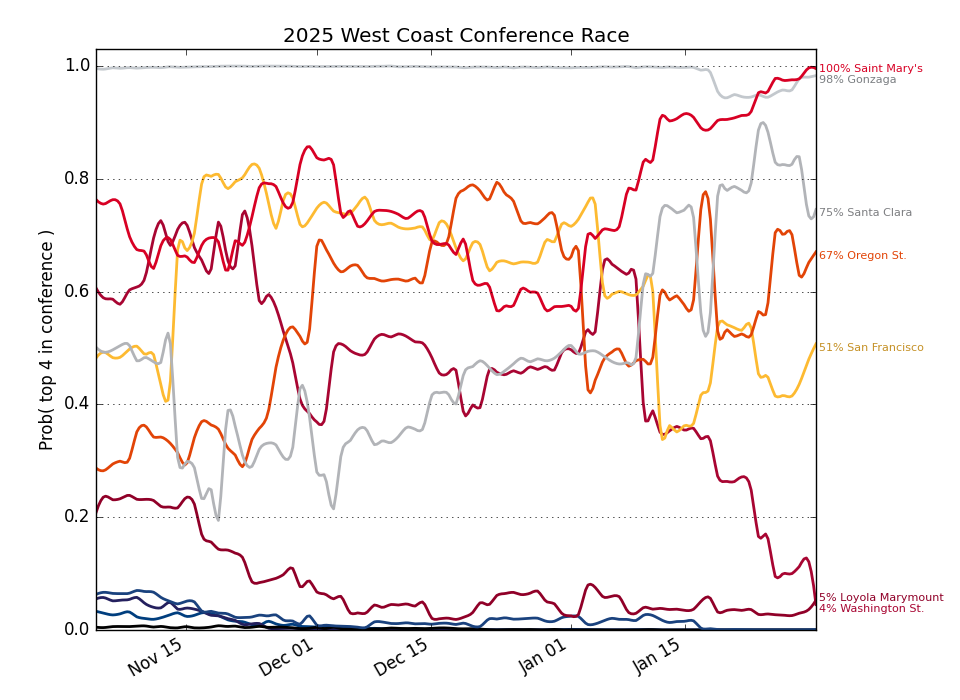 2025 West Coast Conference Race
1.0
100% Saint Mary's
98% Gonzaga
0.8
75% Santa Clara
67% Oregon St.
Prob( top 4 in conference )
0.6
51% San Francisco
0.4
0.2
5% Loyola Marymount
4% Washington St.
0.0
Nov 15
Dec 01
Dec 15
Jan 01
Jan 15